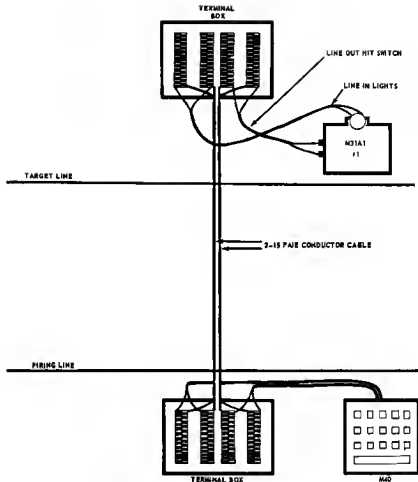 TERMINAL
BOX
LINE OUT HIT SWITCH
LINE IN LIGHTS
M31A1
#1
TARGET LINE
2-15 PAIR CONDUCTOR CABLE
FIRING LINE
TERMINAL BOX
M40